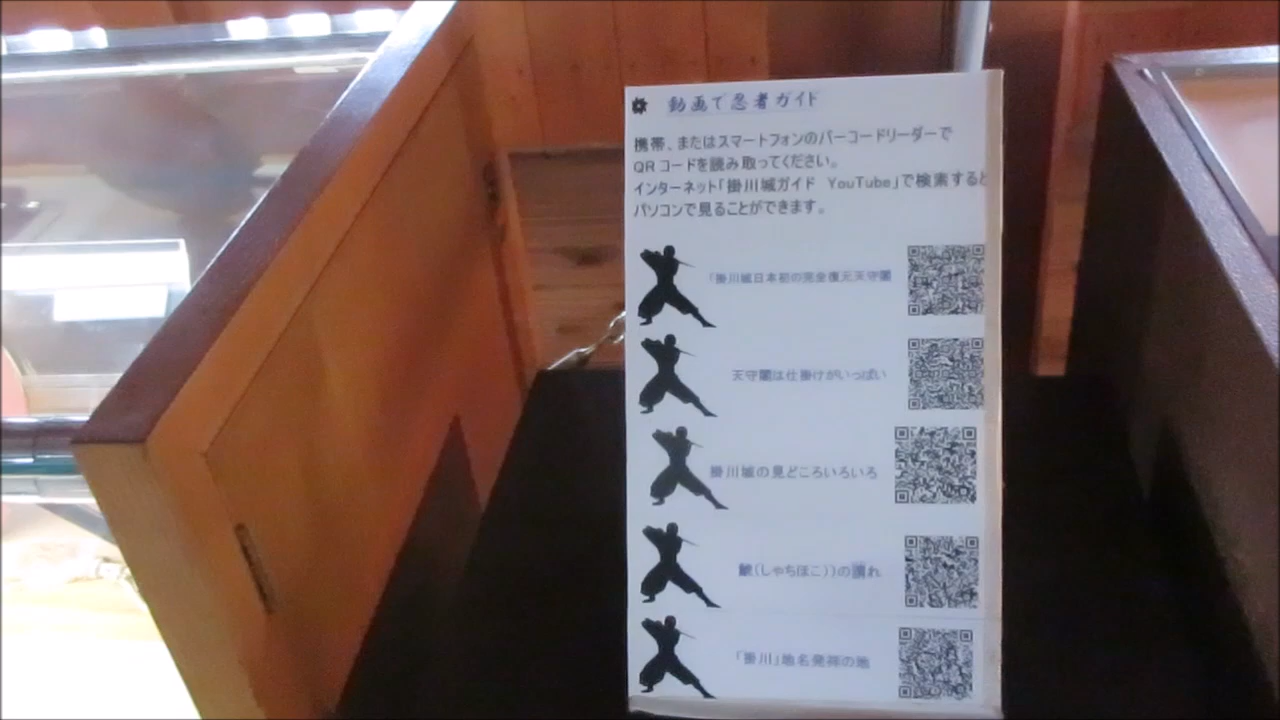 動画で忍者ガイド
携帯、またはスマートフォンのバーコードリーダーで
QRコードを読み取ってください。
インターネット「掛川城ガイド YouTube」で検索すると
パソコンで見ることができます。
「掛川城日本初の完全復元天守閣
天守閣は仕掛けがいっぱい
掛川城の見どころいろいろ
鯱(しゃちほこ))の
「掛川」地名発祥の地